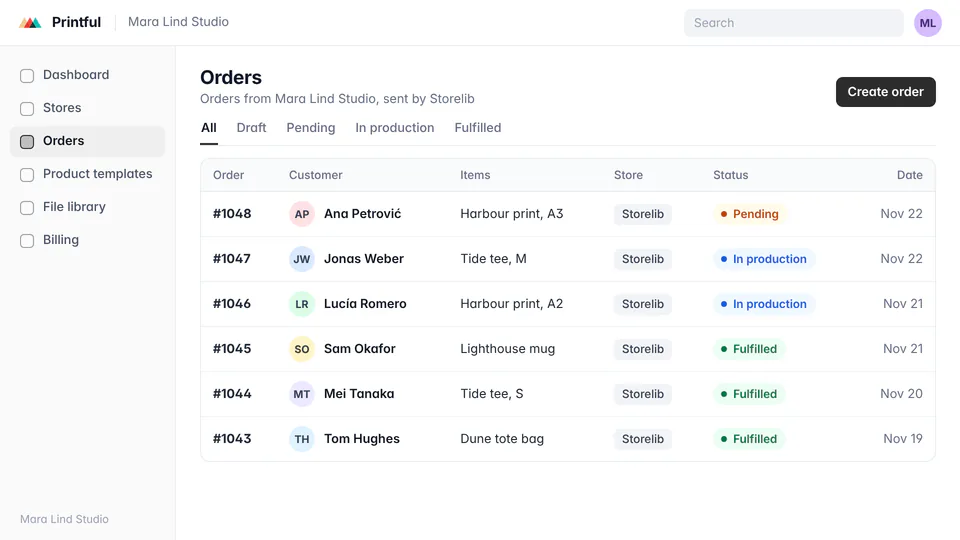 Printful
Mara Lind Studio
Search
ML
Dashboard
Stores
Orders
Product templates
File library
Billing
Mara Lind Studio
Orders
Orders from Mara Lind Studio, sent by Storelib
Create order
All Draft Pending In production Fulfilled
Order Customer Items Store Status Date
#1048 AP Ana Petrović Harbour print, A3 Storelib Pending Nov 22
#1047 JW Jonas Weber Tide tee, M Storelib In production Nov 22
#1046 LR Lucía Romero Harbour print, A2 Storelib In production Nov 21
#1045 SO Sam Okafor Lighthouse mug Storelib Fulfilled Nov 21
#1044 MT Mei Tanaka Tide tee, S Storelib Fulfilled Nov 20
#1043 TH Tom Hughes Dune tote bag Storelib Fulfilled Nov 19